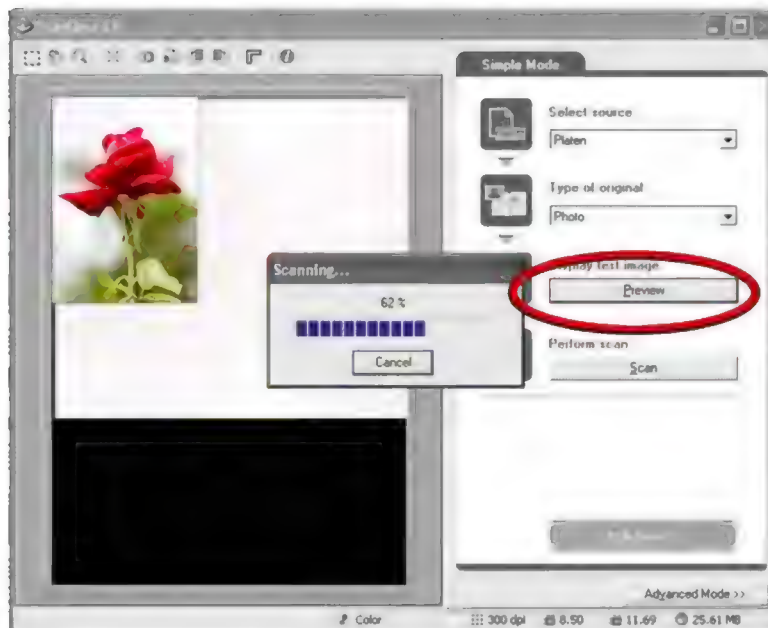 Simple Mode
Select source
Platen
Type of original
Photo
Scanning...
62 %
Cancel
test image
Preview
Perform scan
Scan
Advanced Mode >>
Color
300 dpi
8.50
11.69
25.61 MB